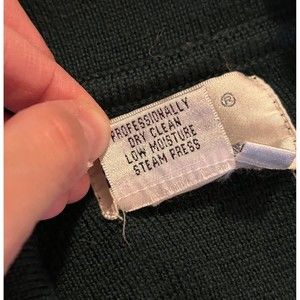 PROFESSIONALLY
DRY CLEAN
LOW MOISTURE
STEAM PRESS
®